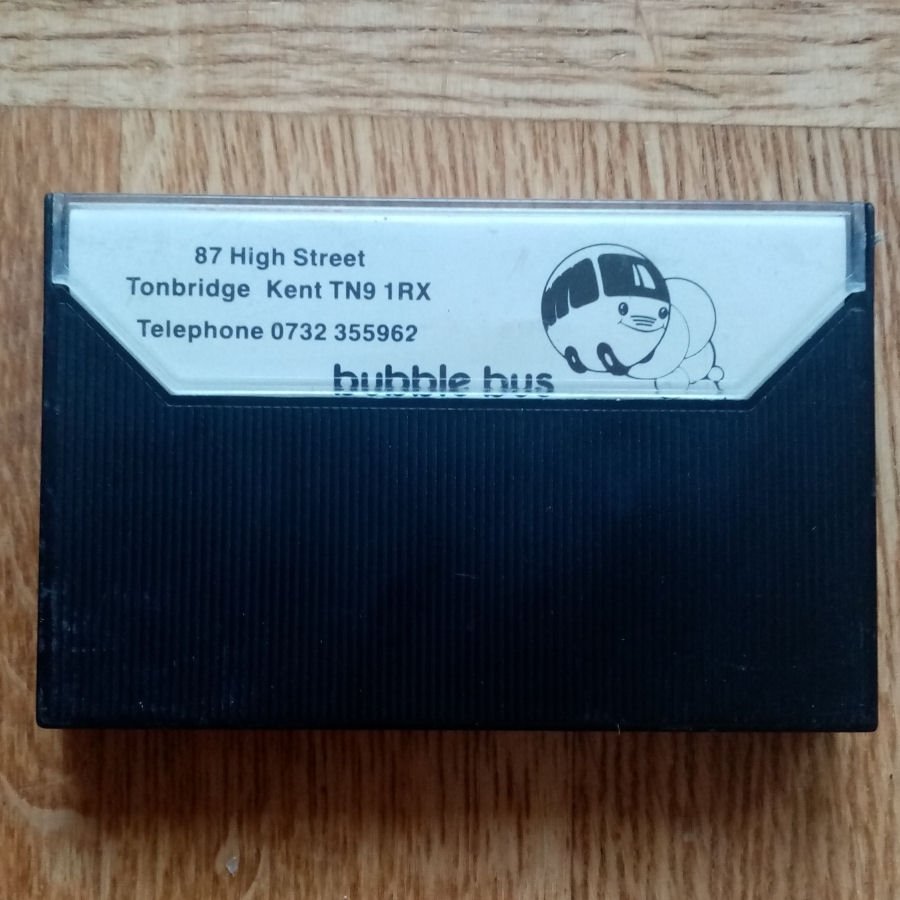 87 High Street
Tonbridge Kent TN9 1RX
Telephone 0732 355962
bubble bus